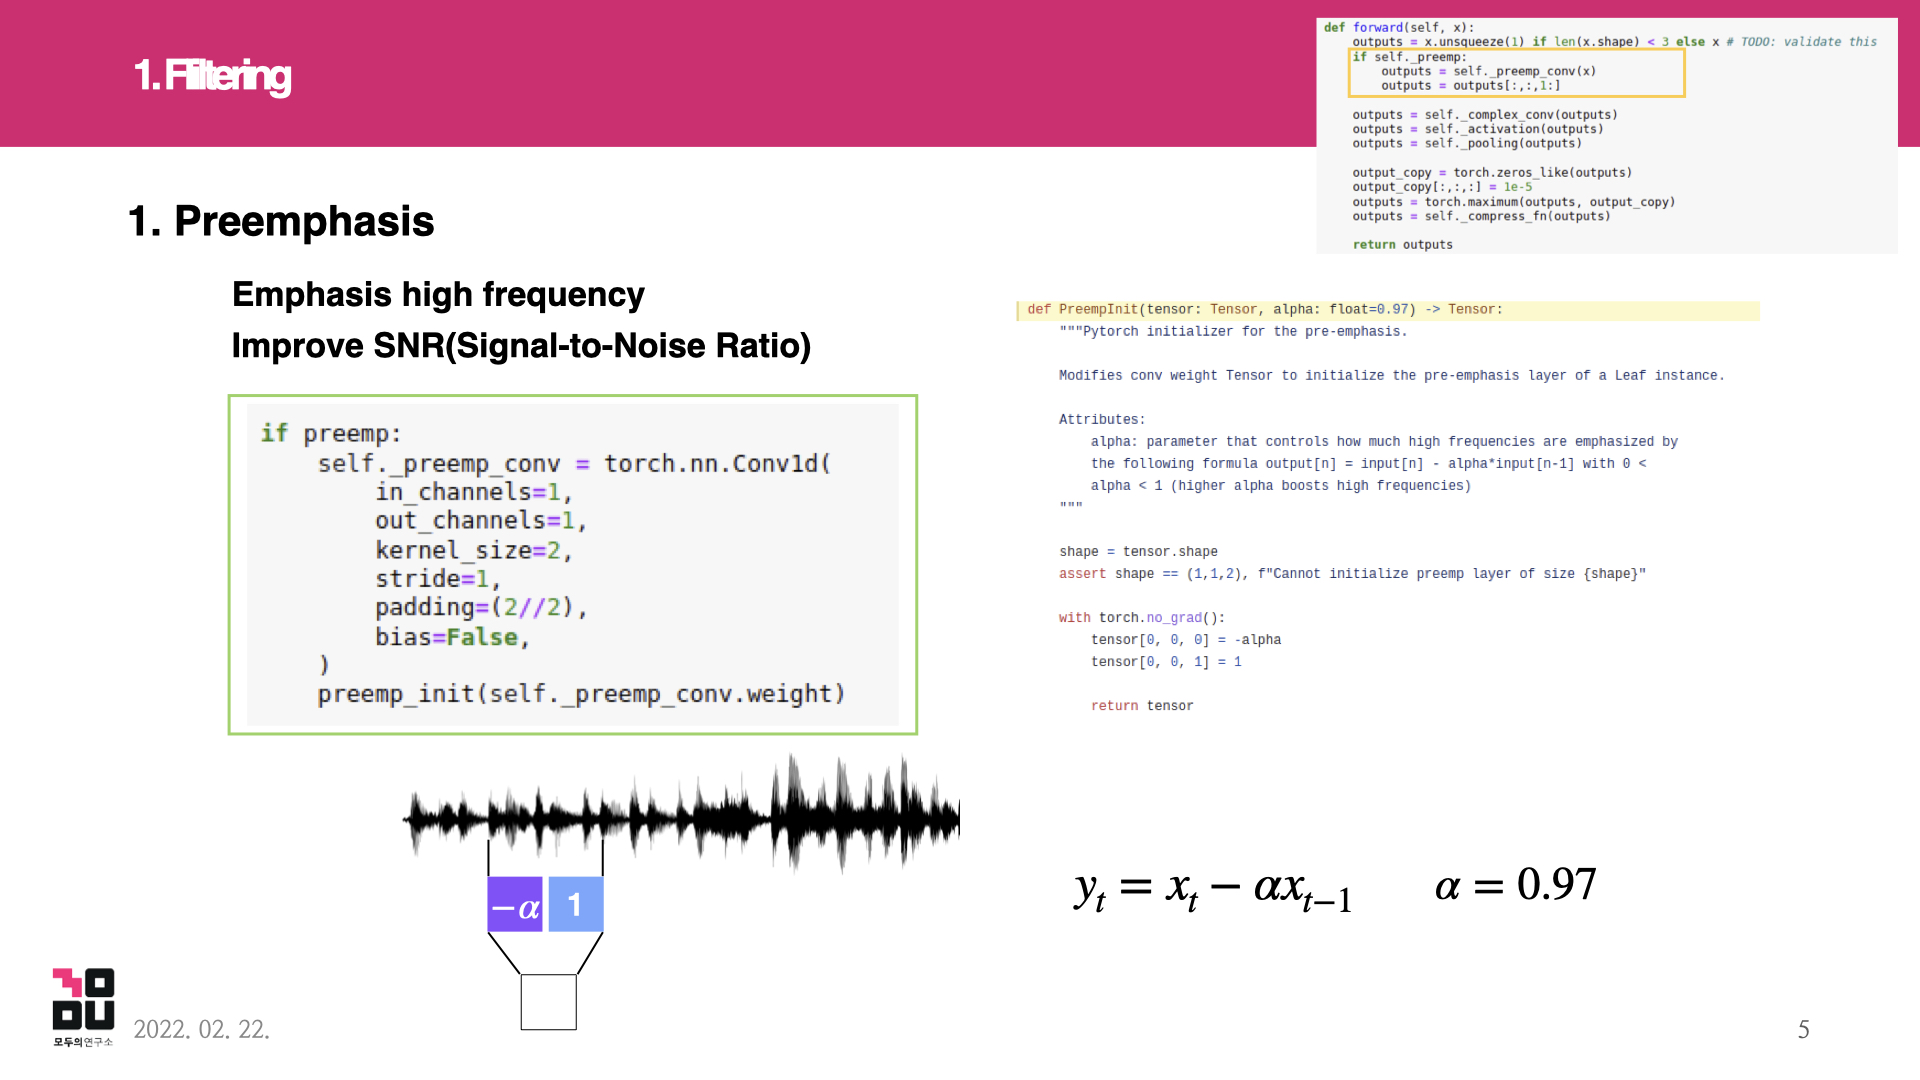 1. Filtering
def forward(self, x):
    outputs = x.unsqueeze(1) if len(x.shape) < 3 else x # TODO: validate this
    if self._preemp:
        outputs = self._preemp_conv(x)
        outputs = outputs[:,:,1:]
    outputs = self._complex_conv(outputs)
    outputs = self._activation(outputs)
    outputs = self._pooling(outputs)
    output_copy = torch.zeros_like(outputs)
    output_copy[:,:,:] = 1e-5
    outputs = torch.maximum(outputs, output_copy)
    outputs = self._compress_fn(outputs)
    return outputs
1. Preemphasis
Emphasis high frequency
Improve SNR(Signal-to-Noise Ratio)
if preemp:
    self._preemp_conv = torch.nn.Conv1d(
        in_channels=1,
        out_channels=1,
        kernel_size=2,
        stride=1,
        padding=(2//2),
        bias=False,
    )
    preemp_init(self._preemp_conv.weight)
def PreempInit(tensor: Tensor, alpha: float=0.97) -> Tensor:
    """Pytorch initializer for the pre-emphasis.
    Modifies conv weight Tensor to initialize the pre-emphasis layer of a Leaf instance.
    Attributes:
        alpha: parameter that controls how much high frequencies are emphasized by
        the following formula output[n] = input[n] - alpha*input[n-1] with 0 <
        alpha < 1 (higher alpha boosts high frequencies)
    """
    shape = tensor.shape
    assert shape == (1,1,2), f"Cannot initialize preemp layer of size {shape}"
    with torch.no_grad():
        tensor[0, 0, 0] = -alpha
        tensor[0, 0, 1] = 1
        return tensor
−α 1
y_t = x_t − αx_{t−1} α = 0.97
모두의연구소
2022. 02. 22.
5